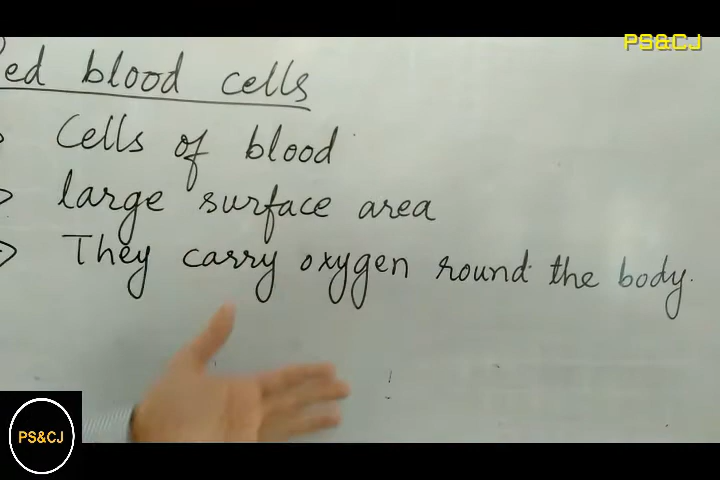 PS&CJ
ed blood cells
Cells of blood
large surface area
They carry oxygen round the body.
PS&CJ